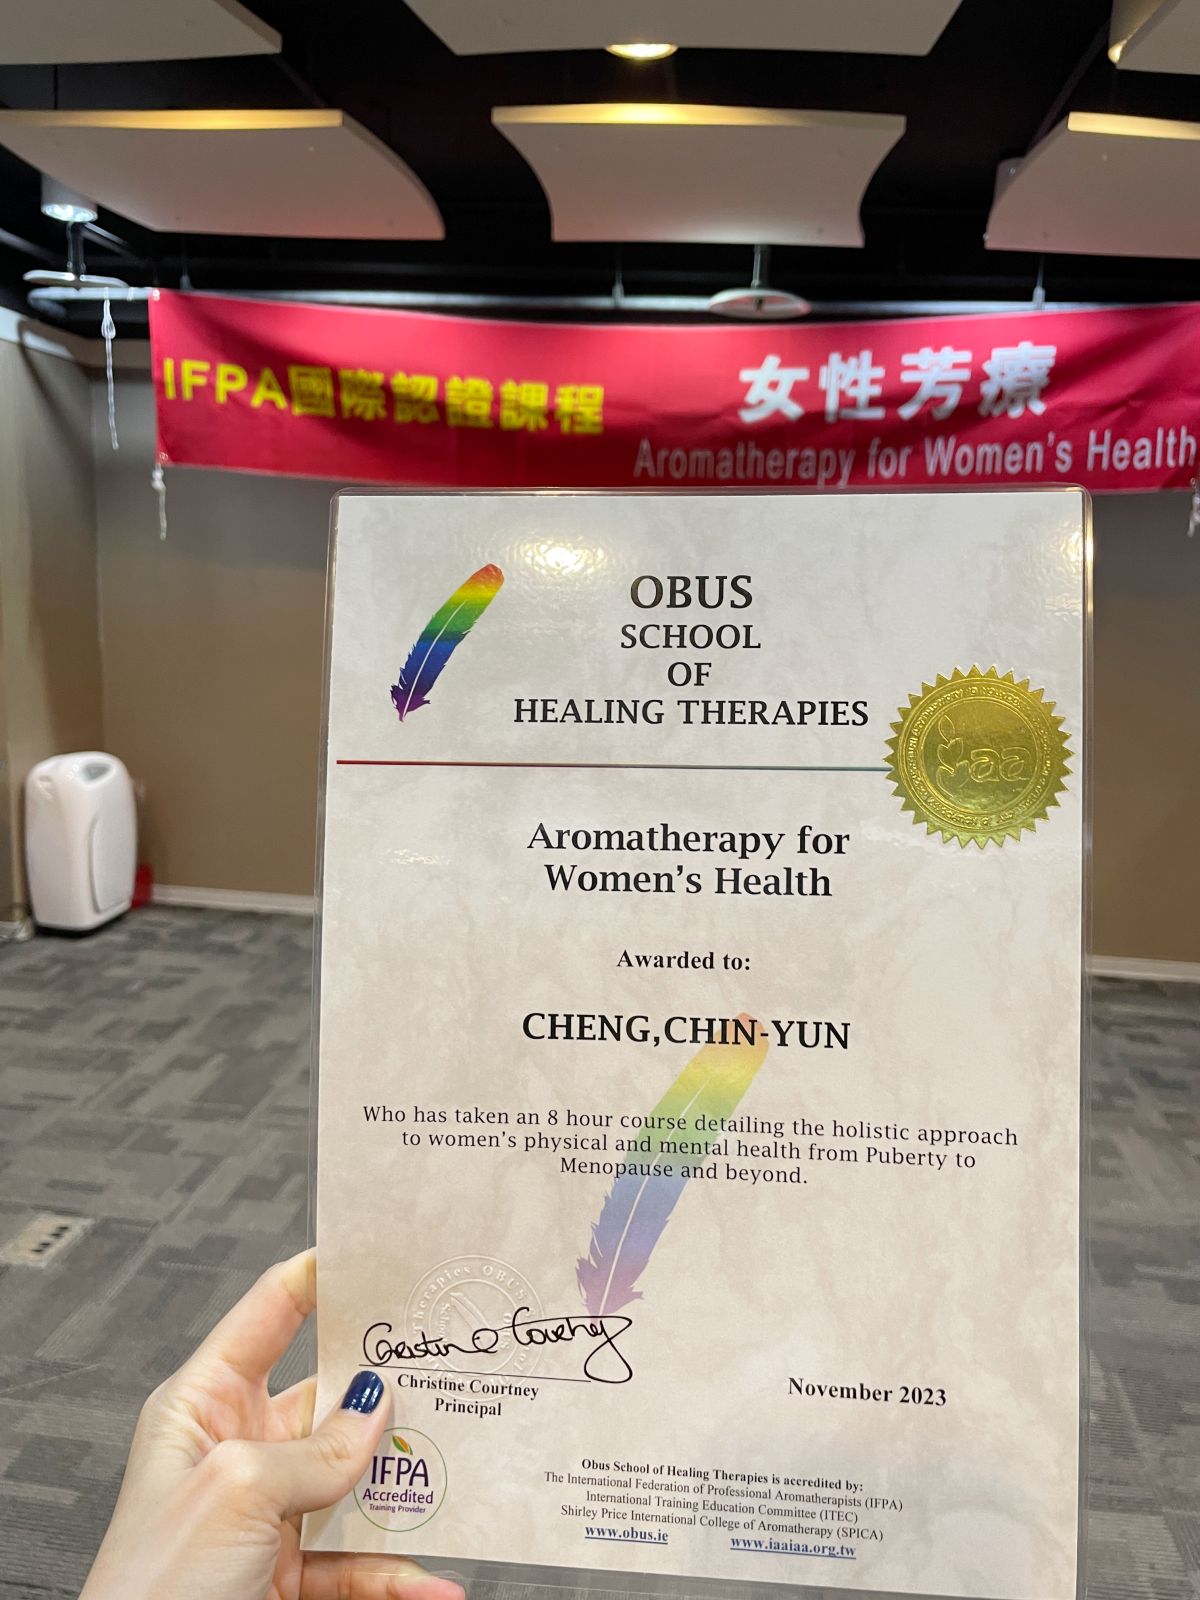 IFPA國際認證課程
女性芳療
Aromatherapy for Women's Health
OBUS
SCHOOL
OF
HEALING THERAPIES
iaa
Aromatherapy for
Women's Health
Awarded to:
CHENG,CHIN-YUN
Who has taken an 8 hour course detailing the holistic approach
to women's physical and mental health from Puberty to
Menopause and beyond.
Christine Courtney
Christine Courtney
Principal
November 2023
IFPA
Accredited
Training Provider
Obus School of Healing Therapies is accredited by:
The International Federation of Professional Aromatherapists (IFPA)
International Training Education Committee (ITEC)
Shirley Price International College of Aromatherapy (SPICA)
www.obus.ie
www.iaaiaa.org.tw